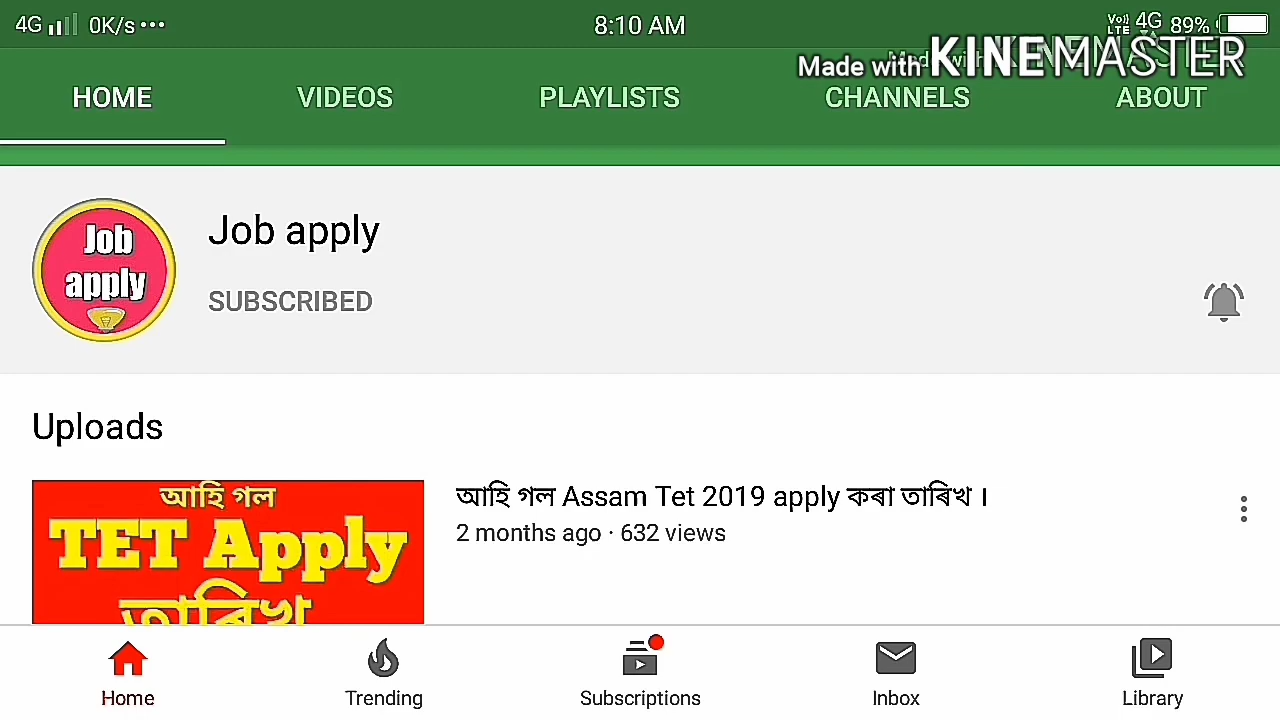 4G 0K/s ••• 8:10 AM VoD LTE 4G 89%
Made with KINEMASTER
HOME VIDEOS PLAYLISTS CHANNELS ABOUT
Job apply
Job apply
SUBSCRIBED
Uploads
আহি গল
TET Apply
তাৰিখ
আহি গল Assam Tet 2019 apply কৰা তাৰিখ ।
2 months ago · 632 views
Home Trending Subscriptions Inbox Library